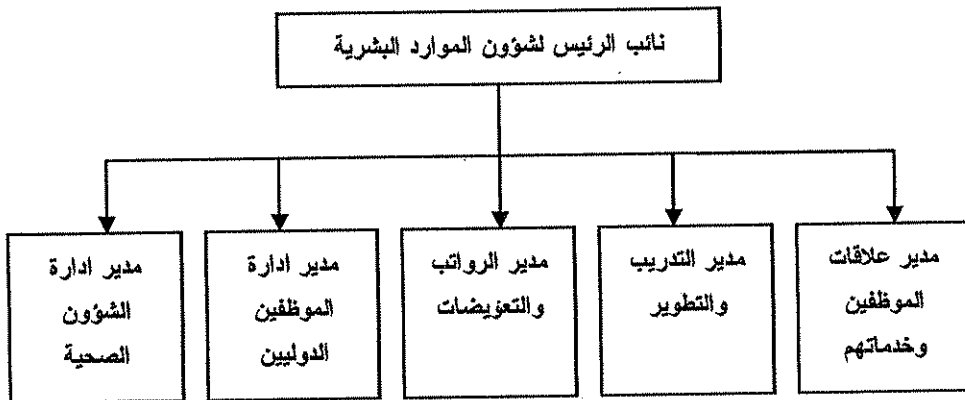 نائب الرئيس لشؤون الموارد البشرية
مدير علاقات
الموظفين
وخدماتهم
مدير التدريب
والتطوير
مدير الرواتب
والتعويضات
مدير ادارة
الموظفين
الدوليين
مدير ادارة
الشؤون
الصحية